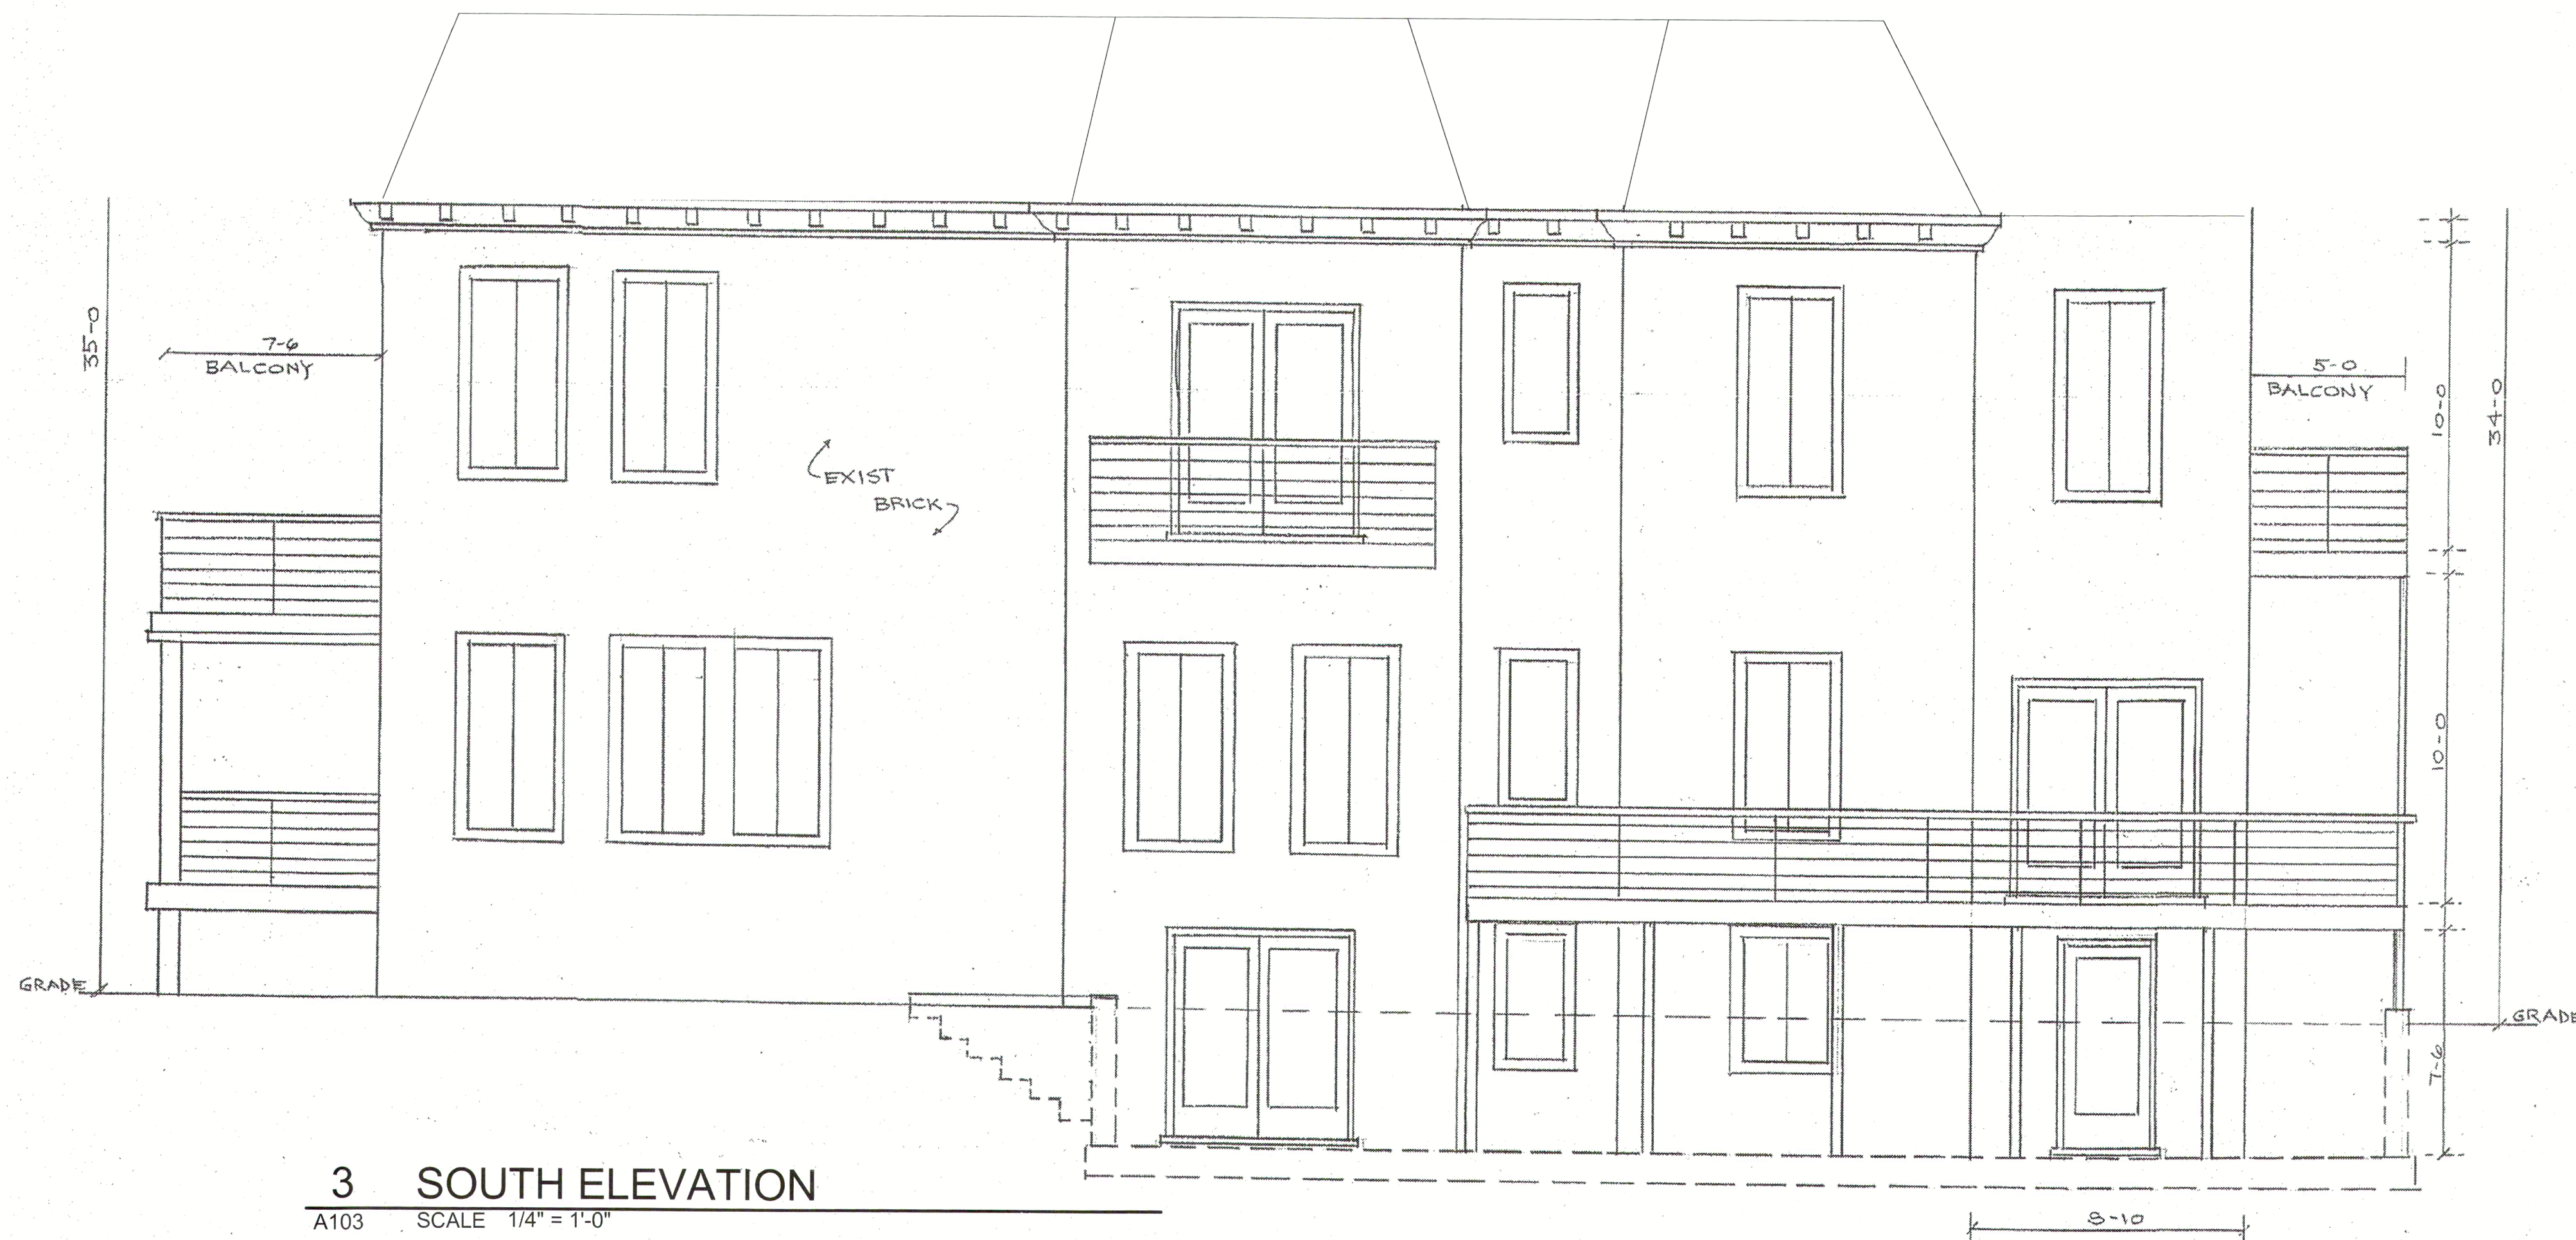 35-0
7-6
BALCONY
EXIST
BRICK
5-0
BALCONY
10-0
34-0
10-0
GRADE
GRADE
7-6
3 SOUTH ELEVATION
A103 SCALE 1/4" = 1'-0"
8-10